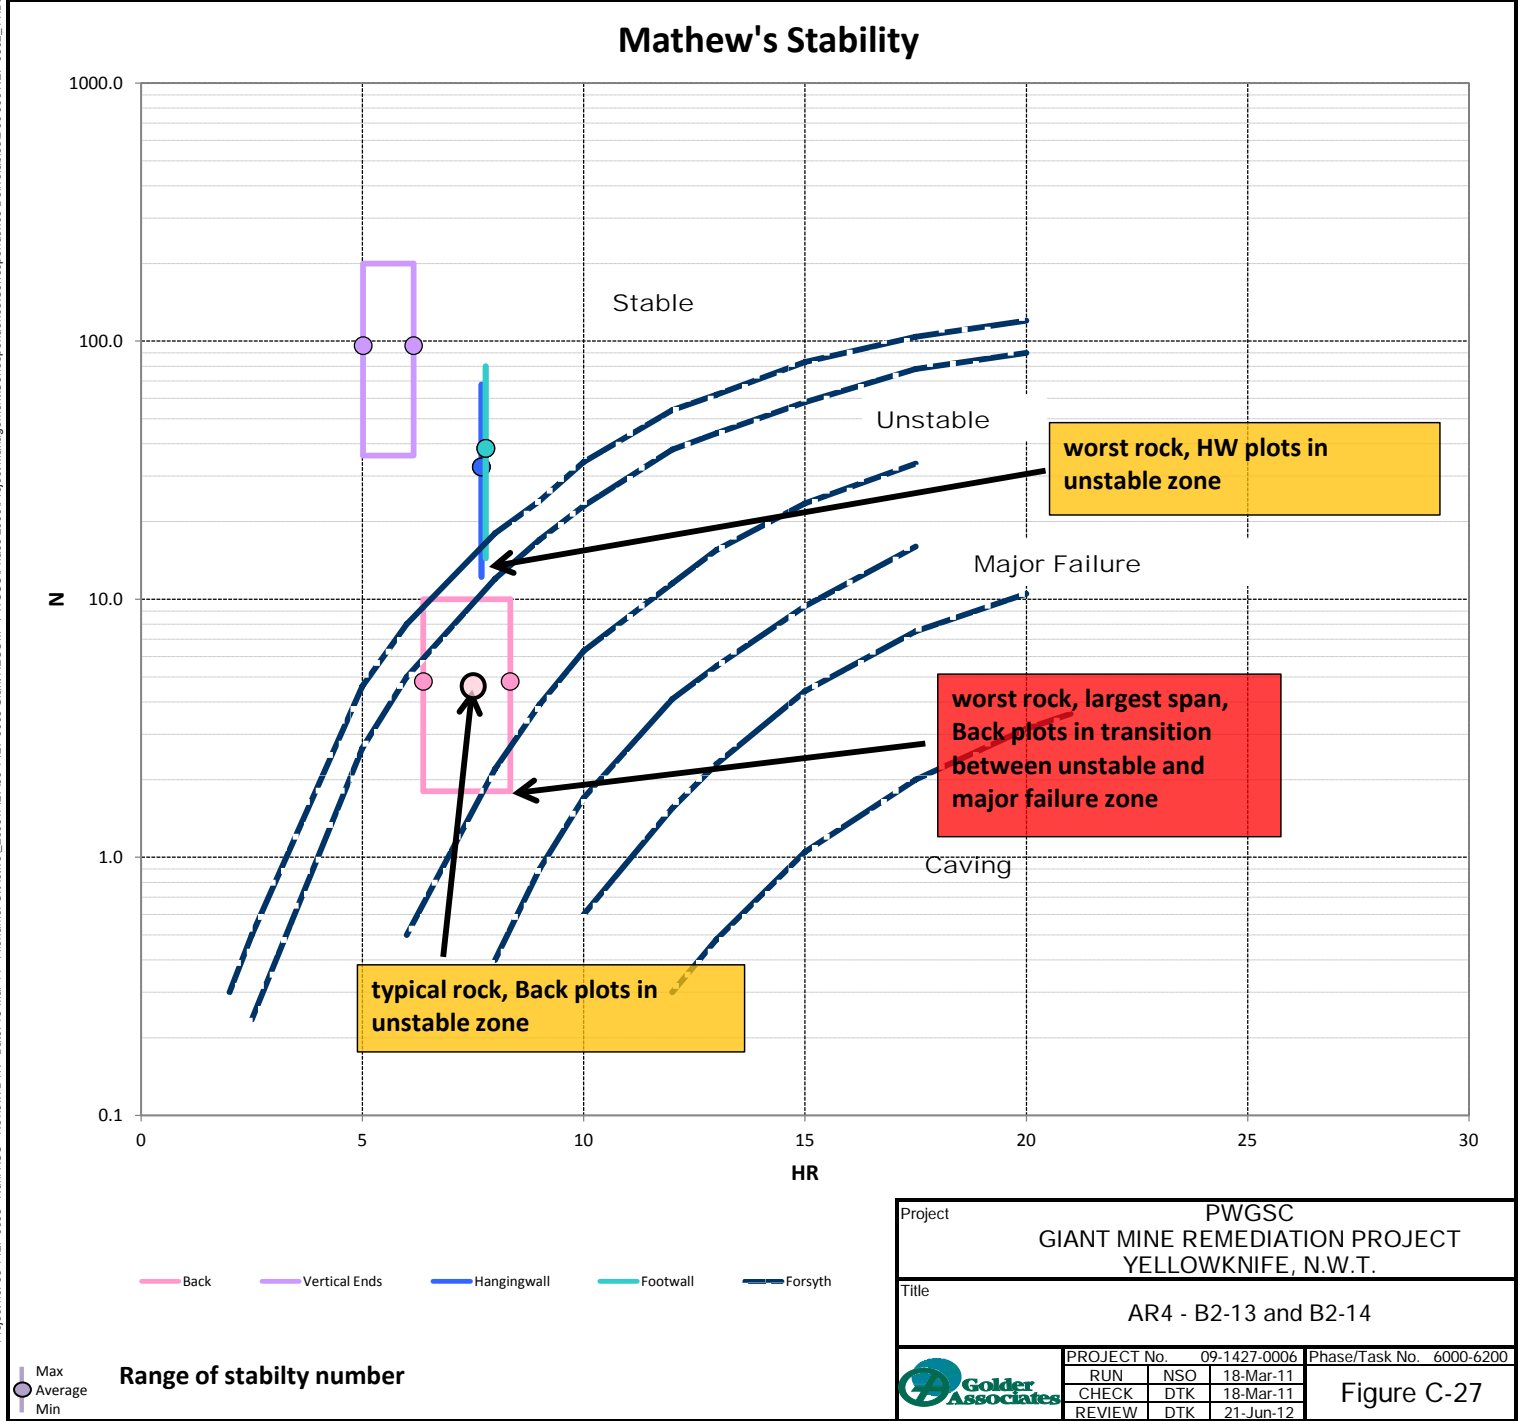 Mathew's Stability
1000.0
100.0
10.0
1.0
0.1
N
0
5
10
15
20
25
30
HR
Stable
Unstable
Major Failure
Caving
worst rock, HW plots in
unstable zone
worst rock, largest span,
Back plots in transition
between unstable and
major failure zone
typical rock, Back plots in
unstable zone
Back
Vertical Ends
Hangingwall
Footwall
Forsyth
Max
Average
Min
Range of stabilty number
Project
PWGSC
GIANT MINE REMEDIATION PROJECT
YELLOWKNIFE, N.W.T.
Title
AR4 - B2-13 and B2-14
Golder
Associates
PROJECT No. 09-1427-0006
Phase/Task No. 6000-6200
RUN NSO 18-Mar-11
CHECK DTK 18-Mar-11
REVIEW DTK 21-Jun-12
Figure C-27